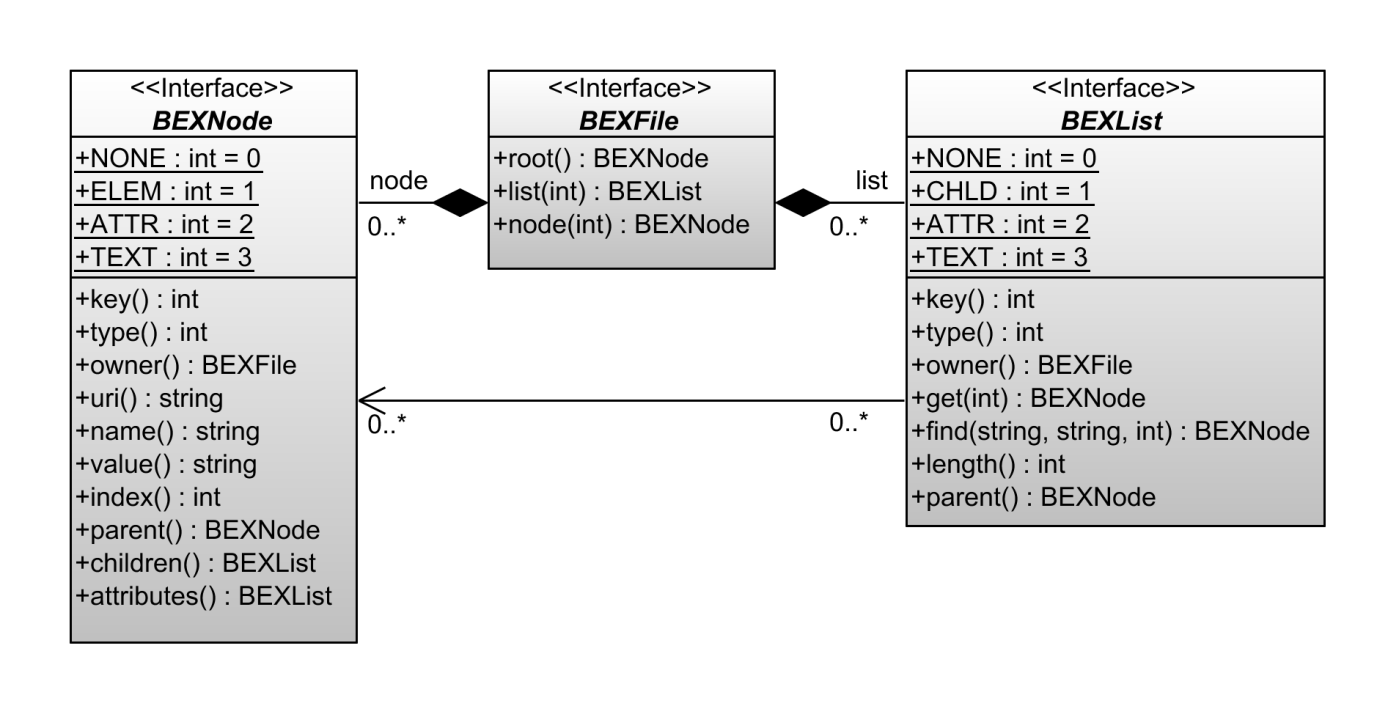 <<Interface>>
BEXNode
+NONE : int = 0
+ELEM : int = 1
+ATTR : int = 2
+TEXT : int = 3
+key() : int
+type() : int
+owner() : BEXFile
+uri() : string
+name() : string
+value() : string
+index() : int
+parent() : BEXNode
+children() : BEXList
+attributes() : BEXList
node
0..*
<<Interface>>
BEXFile
+root() : BEXNode
+list(int) : BEXList
+node(int) : BEXNode
list
0..*
0..*
0..*
<<Interface>>
BEXList
+NONE : int = 0
+CHLD : int = 1
+ATTR : int = 2
+TEXT : int = 3
+key() : int
+type() : int
+owner() : BEXFile
+get(int) : BEXNode
+find(string, string, int) : BEXNode
+length() : int
+parent() : BEXNode